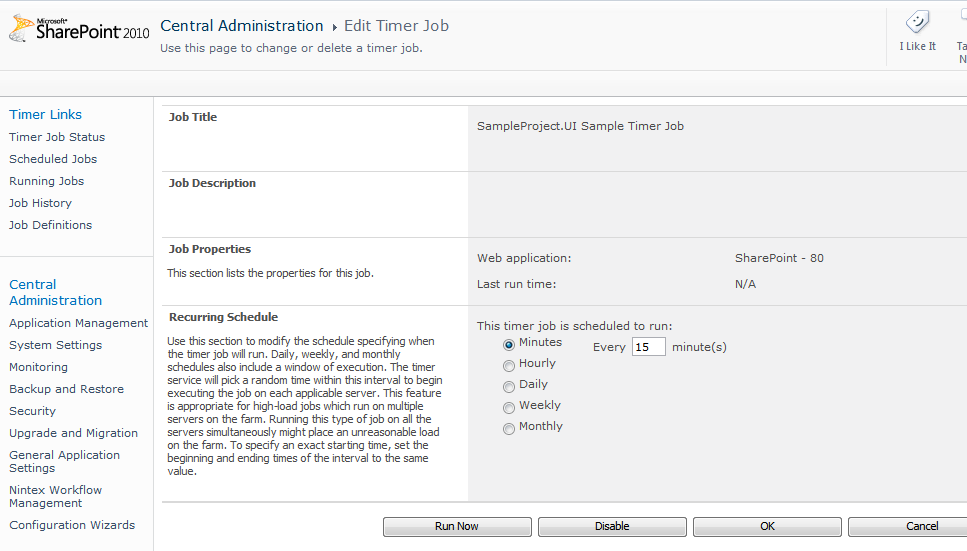 Microsoft®
SharePoint 2010
Central Administration ▸ Edit Timer Job
Use this page to change or delete a timer job.
I Like It
Timer Links
Timer Job Status
Scheduled Jobs
Running Jobs
Job History
Job Definitions
Central
Administration
Application Management
System Settings
Monitoring
Backup and Restore
Security
Upgrade and Migration
General Application
Settings
Nintex Workflow
Management
Configuration Wizards
Job Title
SampleProject.UI Sample Timer Job
Job Description
Job Properties
This section lists the properties for this job.
Web application: SharePoint - 80
Last run time: N/A
Recurring Schedule
Use this section to modify the schedule specifying when
the timer job will run. Daily, weekly, and monthly
schedules also include a window of execution. The timer
service will pick a random time within this interval to begin
executing the job on each applicable server. This feature
is appropriate for high-load jobs which run on multiple
servers on the farm. Running this type of job on all the
servers simultaneously might place an unreasonable load
on the farm. To specify an exact starting time, set the
beginning and ending times of the interval to the same
value.
This timer job is scheduled to run:
Minutes Every 15 minute(s)
Hourly
Daily
Weekly
Monthly
Run Now Disable OK Cancel